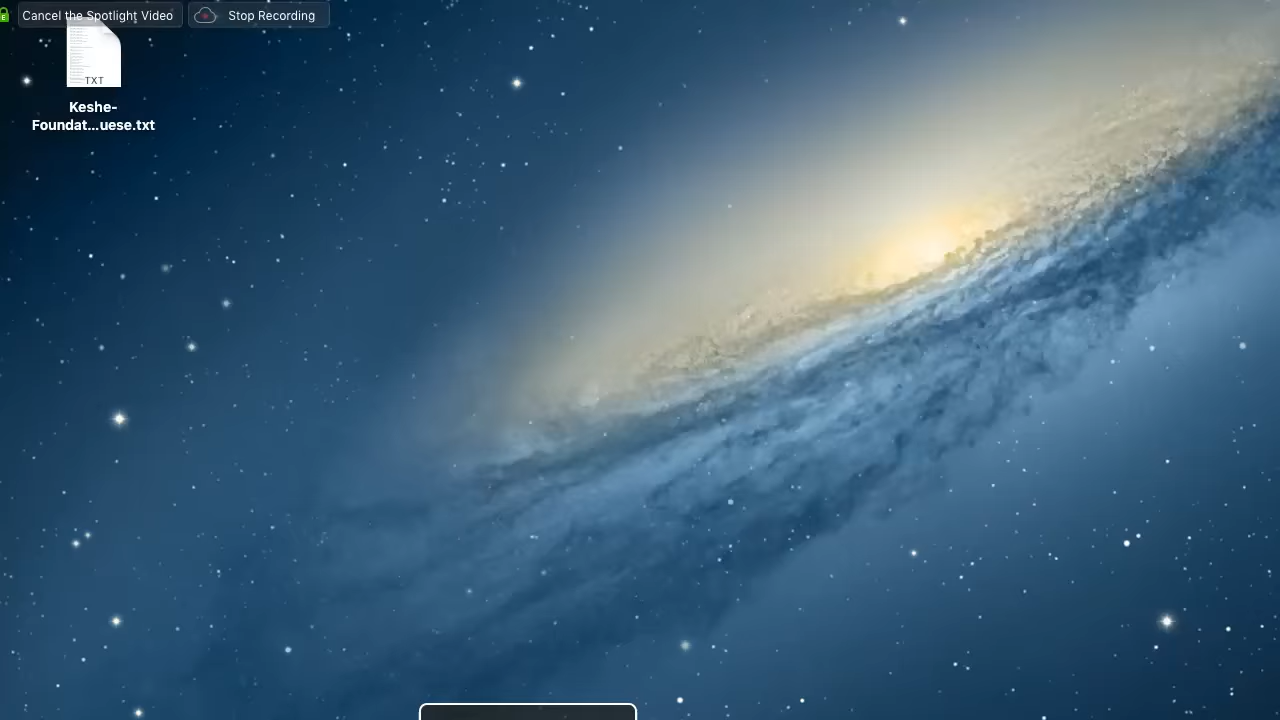 Cancel the Spotlight Video
Stop Recording
TXT
Keshe-
Foundat...uese.txt